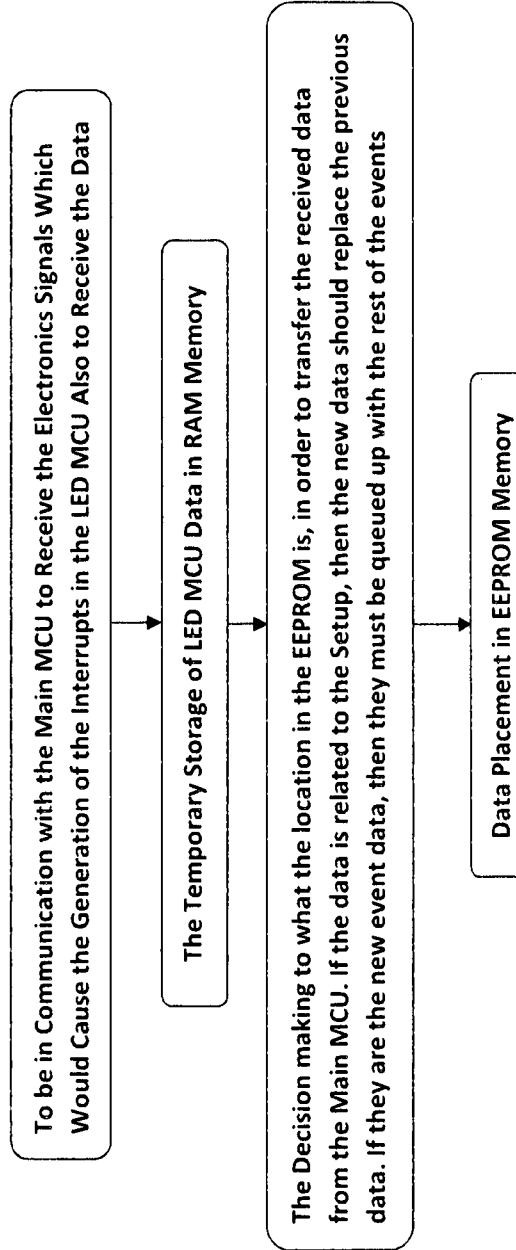 To be in Communication with the Main MCU to Receive the Electronics Signals Which
Would Cause the Generation of the Interrupts in the LED MCU Also to Receive the Data
The Temporary Storage of LED MCU Data in RAM Memory
The Decision making to what the location in the EEPROM is, in order to transfer the received data
from the Main MCU. If the data is related to the Setup, then the new data should replace the previous
data. If they are the new event data, then they must be queued up with the rest of the events
Data Placement in EEPROM Memory